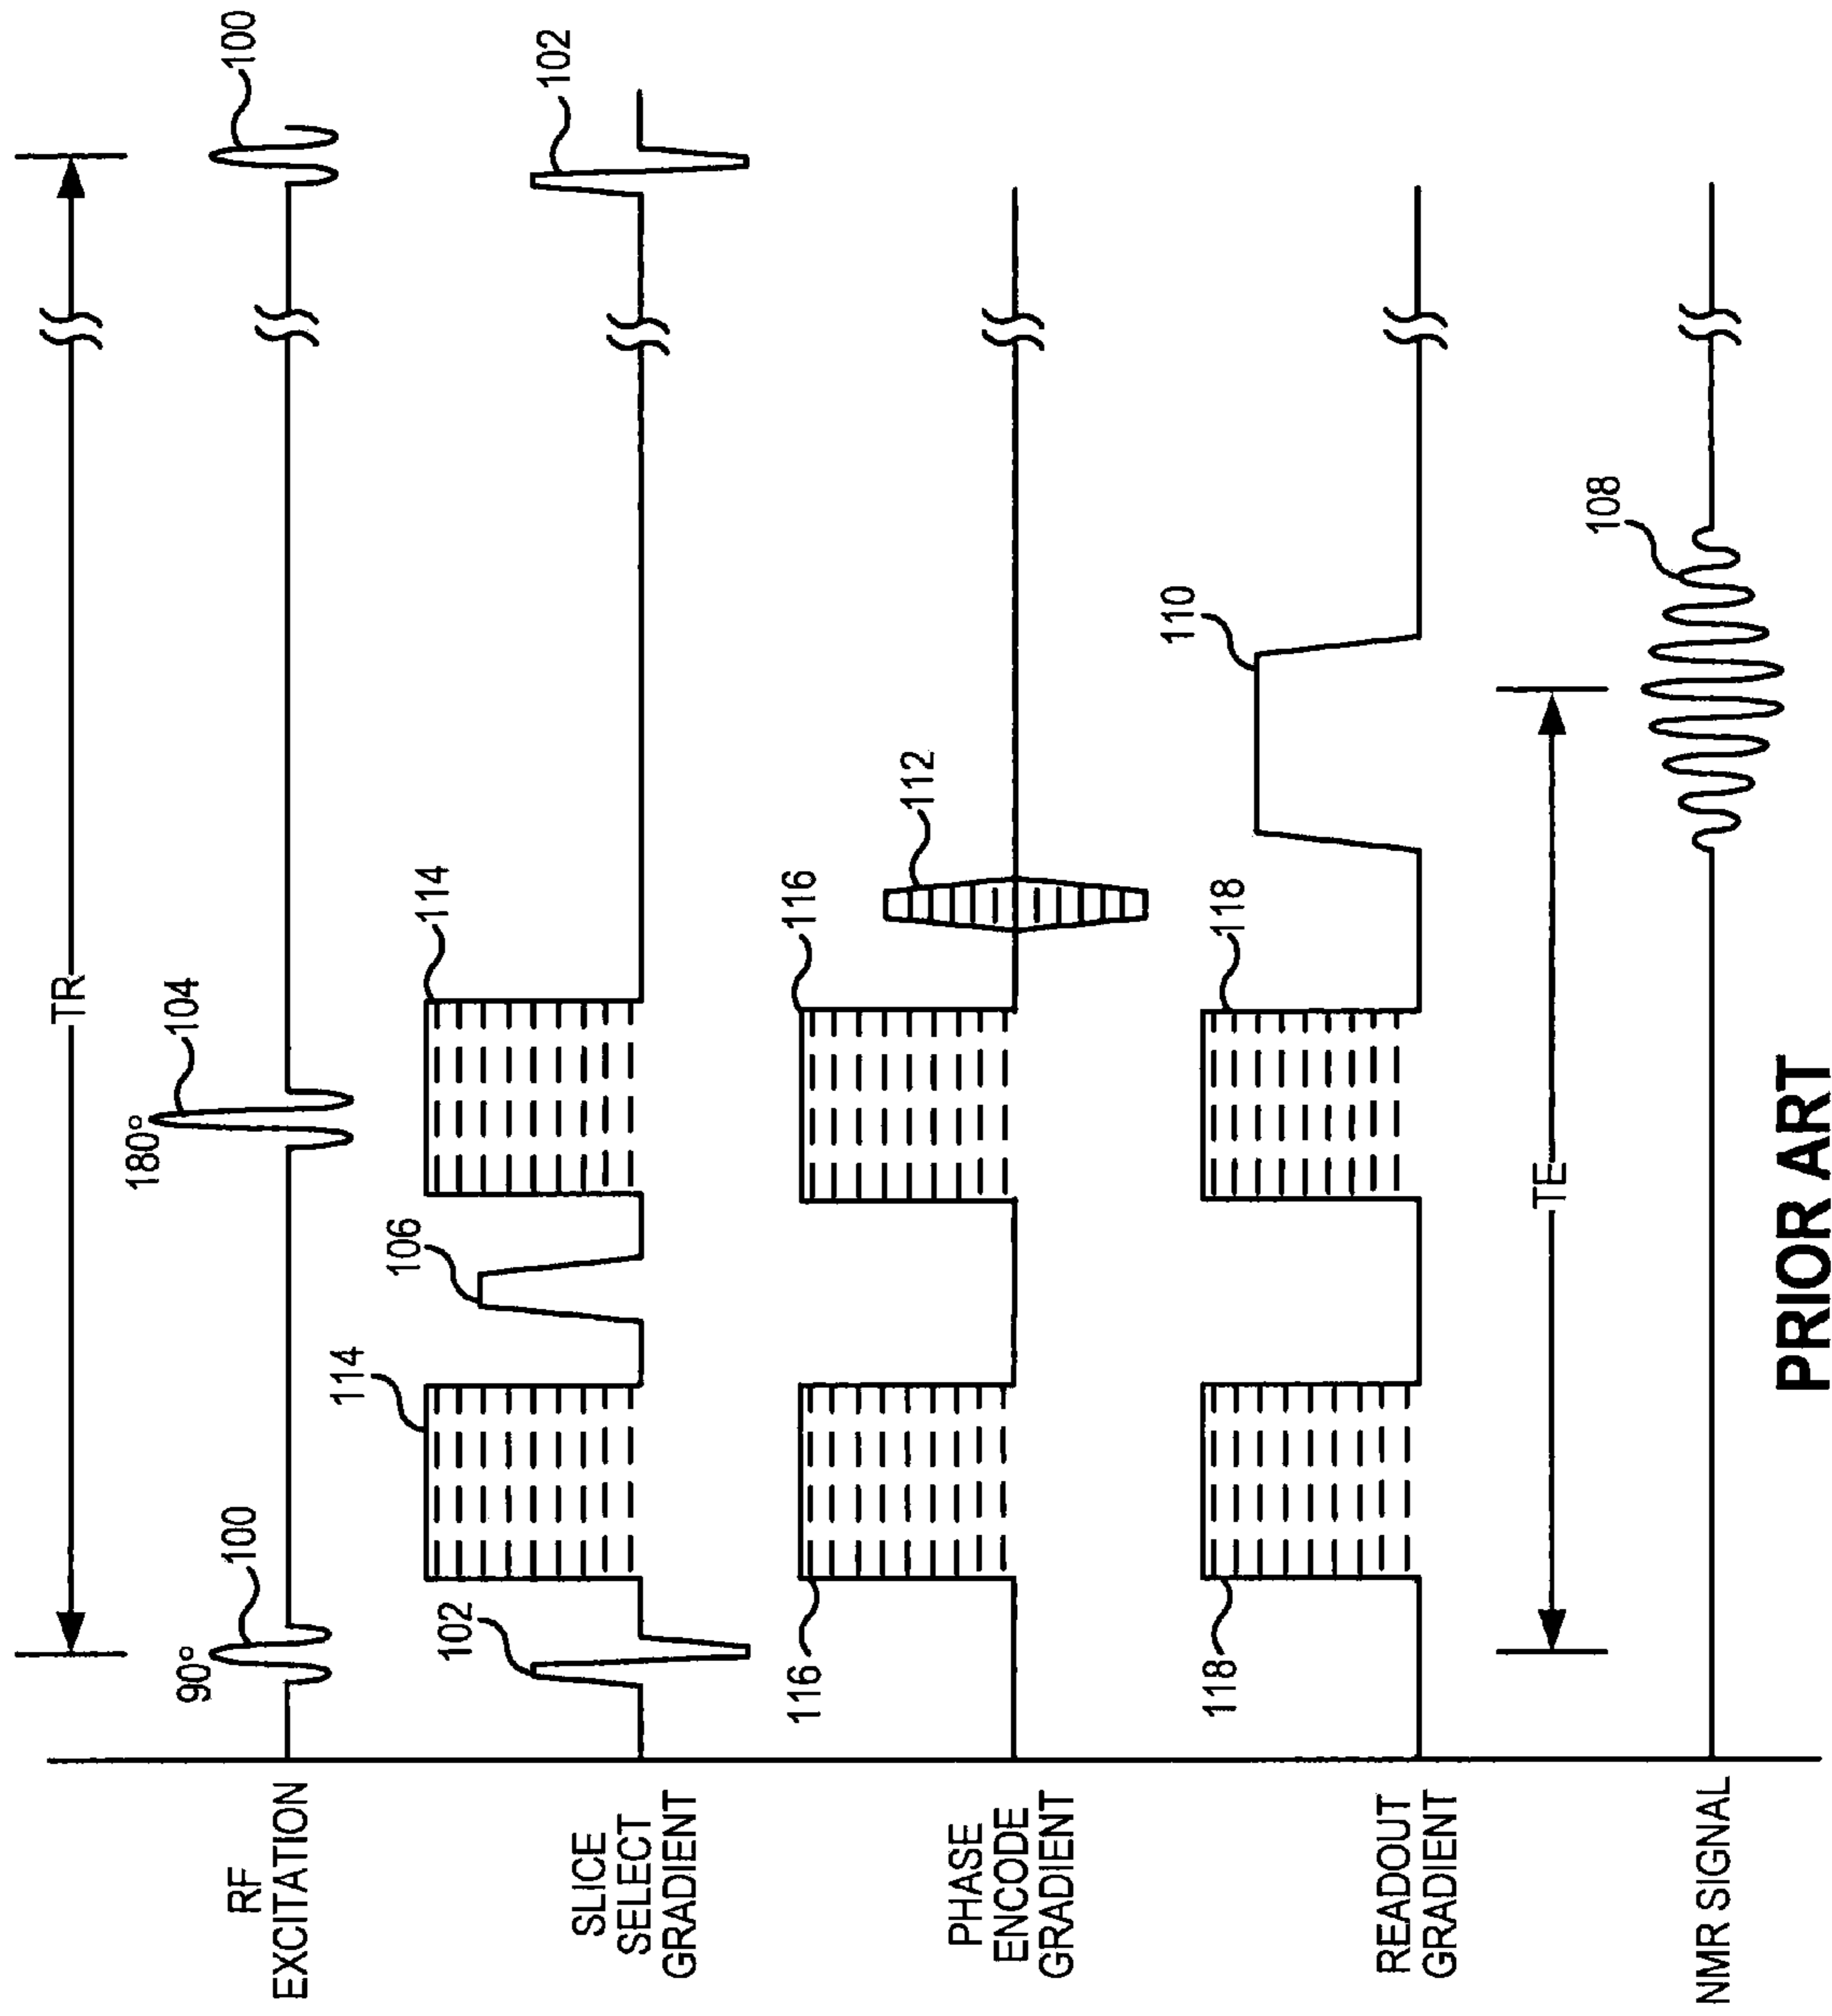 TR
90°
100
180°
104
100
RF
EXCITATION
102
114
106
114
102
SLICE
SELECT
GRADIENT
116
116
112
PHASE
ENCODE
GRADIENT
118
118
110
READOUT
GRADIENT
TE
108
NMR SIGNAL
PRIOR ART